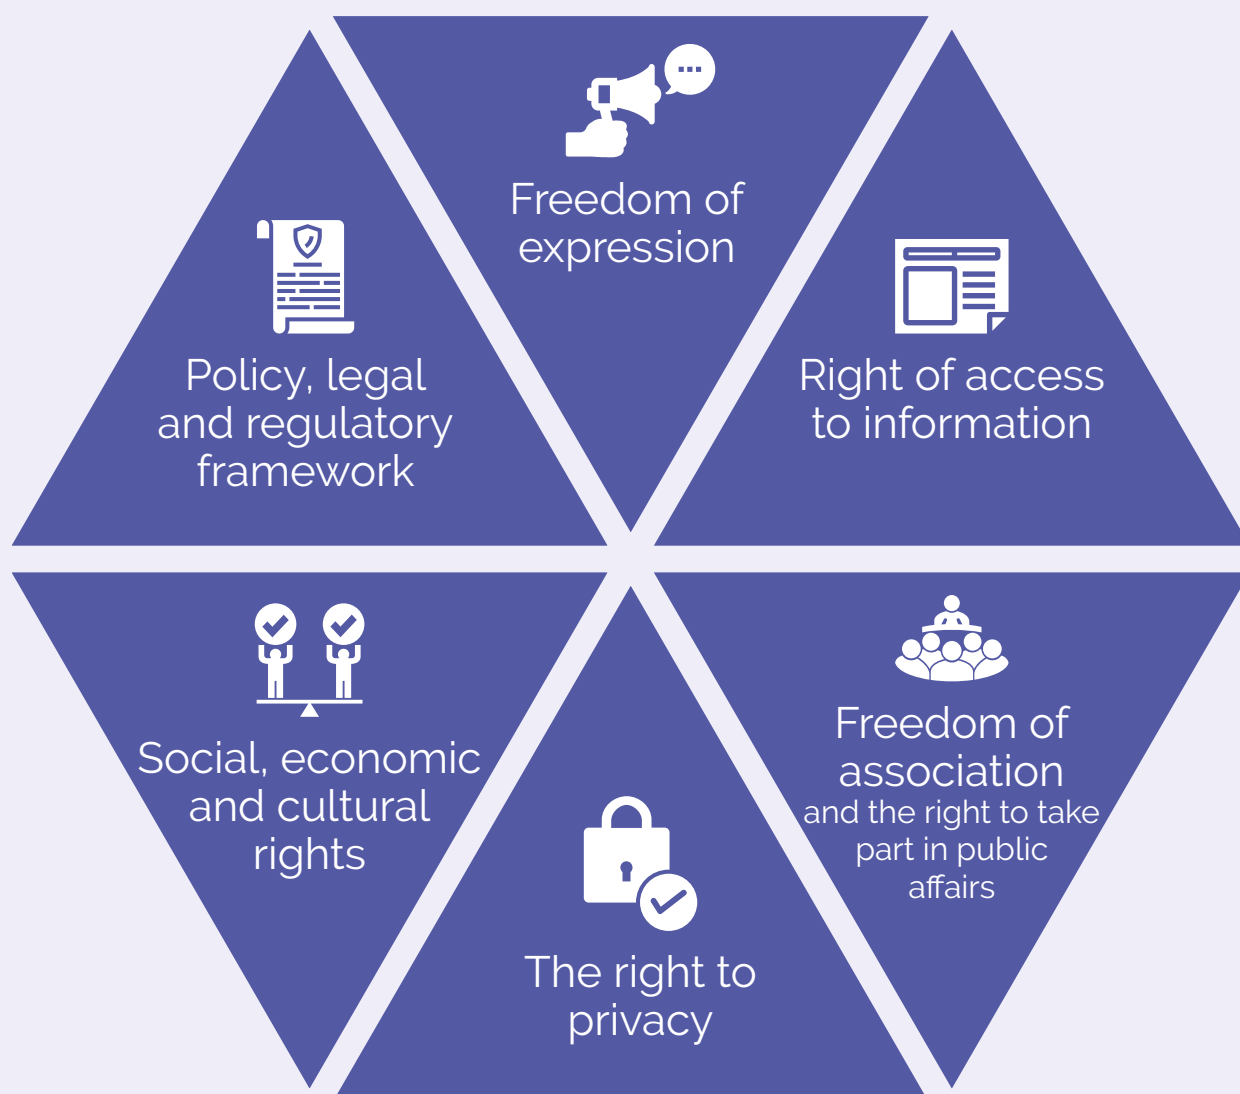 Freedom of
expression
Policy, legal
and regulatory
framework
Right of access
to information
Social, economic
and cultural
rights
Freedom of
association
and the right to take
part in public
affairs
The right to
privacy